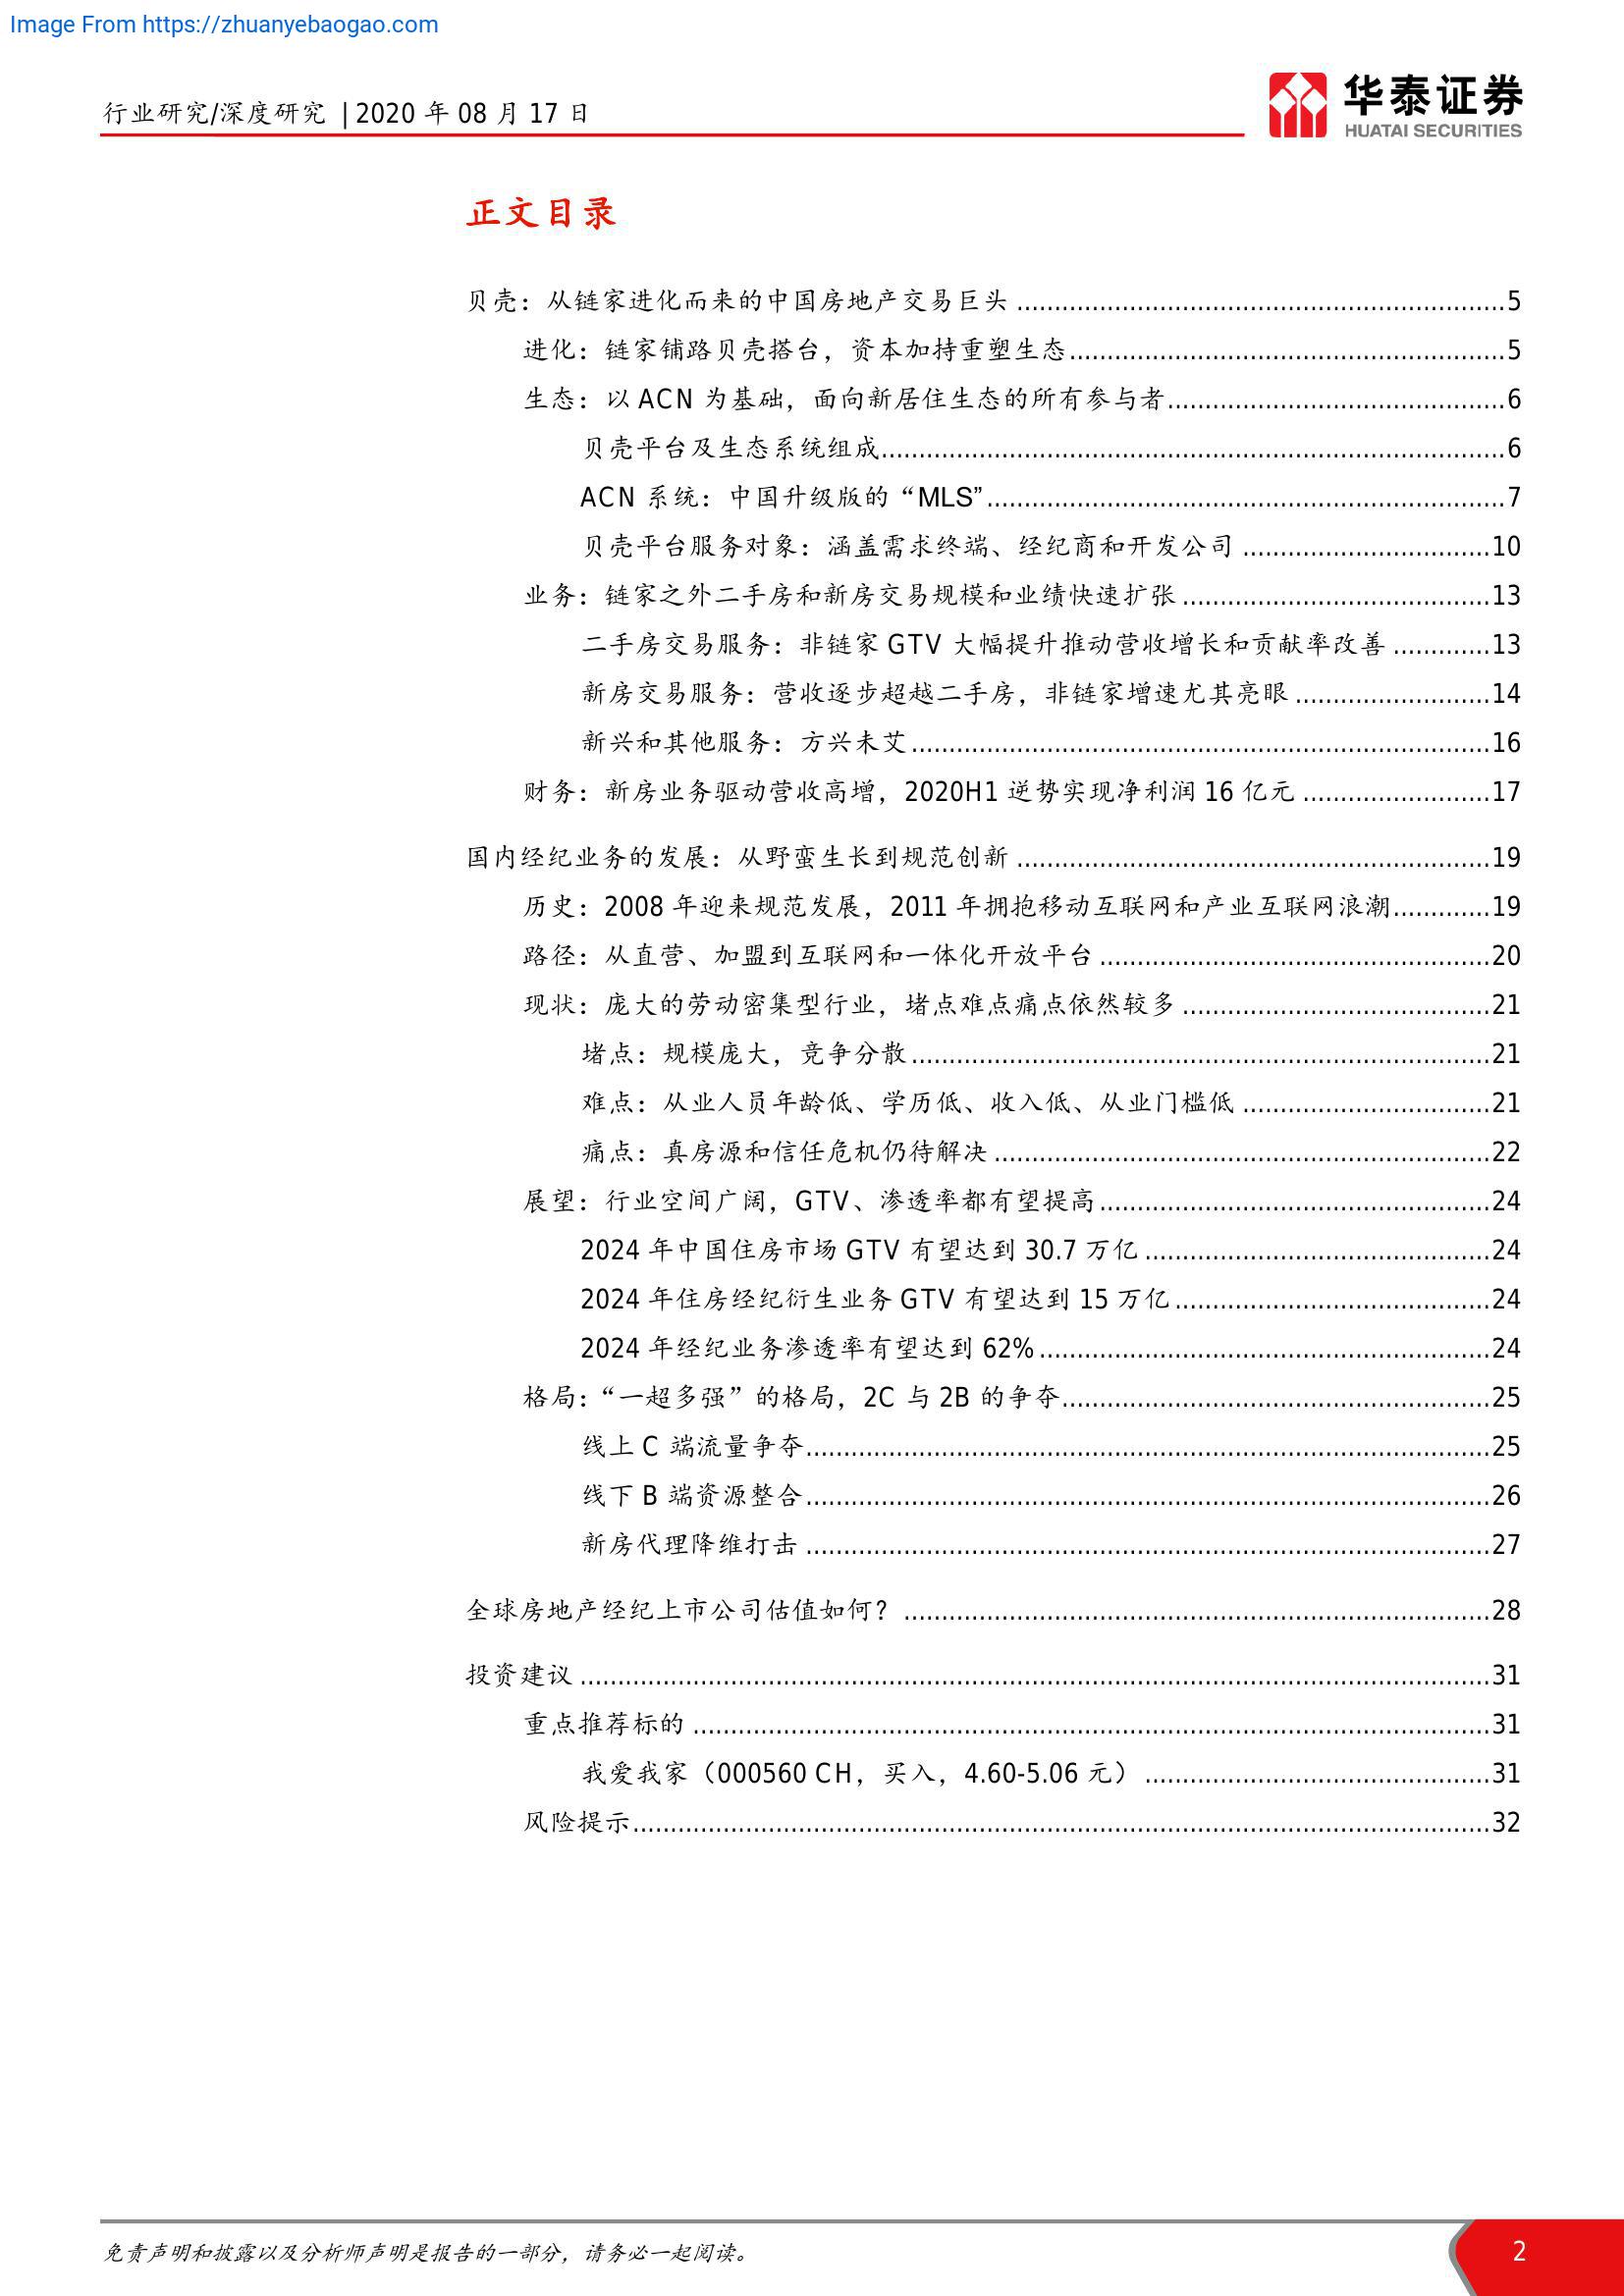 Image From https://zhuanyebaogao.com
行业研究/深度研究 | 2020 年 08 月 17 日
华泰证券
HUATAI SECURITIES
正文目录
贝壳：从链家进化而来的中国房地产交易巨头 ........................................ 5
进化：链家铺路贝壳搭台，资本加持重塑生态 ........................................ 5
生态：以 ACN 为基础，面向新居住生态的所有参与者 ........................................ 6
贝壳平台及生态系统组成 ........................................ 6
ACN 系统：中国升级版的“MLS” ........................................ 7
贝壳平台服务对象：涵盖需求终端、经纪商和开发公司 ........................................ 10
业务：链家之外二手房和新房交易规模和业绩快速扩张 ........................................ 13
二手房交易服务：非链家 GTV 大幅提升推动营收增长和贡献率改善 ............. 13
新房交易服务：营收逐步超越二手房，非链家增速尤其亮眼 .......................... 14
新兴和其他服务：方兴未艾 ........................................ 16
财务：新房业务驱动营收高增，2020H1 逆势实现净利润 16 亿元 ......................... 17
国内经纪业务的发展：从野蛮生长到规范创新 ........................................ 19
历史：2008 年迎来规范发展，2011 年拥抱移动互联网和产业互联网浪潮 ............. 19
路径：从直营、加盟到互联网和一体化开放平台 ........................................ 20
现状：庞大的劳动密集型行业，堵点难点痛点依然较多 ........................................ 21
堵点：规模庞大，竞争分散 ........................................ 21
难点：从业人员年龄低、学历低、收入低、从业门槛低 ........................................ 21
痛点：真房源和信任危机仍待解决 ........................................ 22
展望：行业空间广阔，GTV、渗透率都有望提高 ........................................ 24
2024 年中国住房市场 GTV 有望达到 30.7 万亿 ........................................ 24
2024 年住房经纪衍生业务 GTV 有望达到 15 万亿 ........................................ 24
2024 年经纪业务渗透率有望达到 62% ........................................ 24
格局：“一超多强”的格局，2C 与 2B 的争夺 ........................................ 25
线上 C 端流量争夺 ........................................ 25
线下 B 端资源整合 ........................................ 26
新房代理降维打击 ........................................ 27
全球房地产经纪上市公司估值如何？ ........................................ 28
投资建议 ........................................ 31
重点推荐标的 ........................................ 31
我爱我家（000560 CH，买入，4.60-5.06 元） ........................................ 31
风险提示 ........................................ 32
免责声明和披露以及分析师声明是报告的一部分，请务必一起阅读。
2